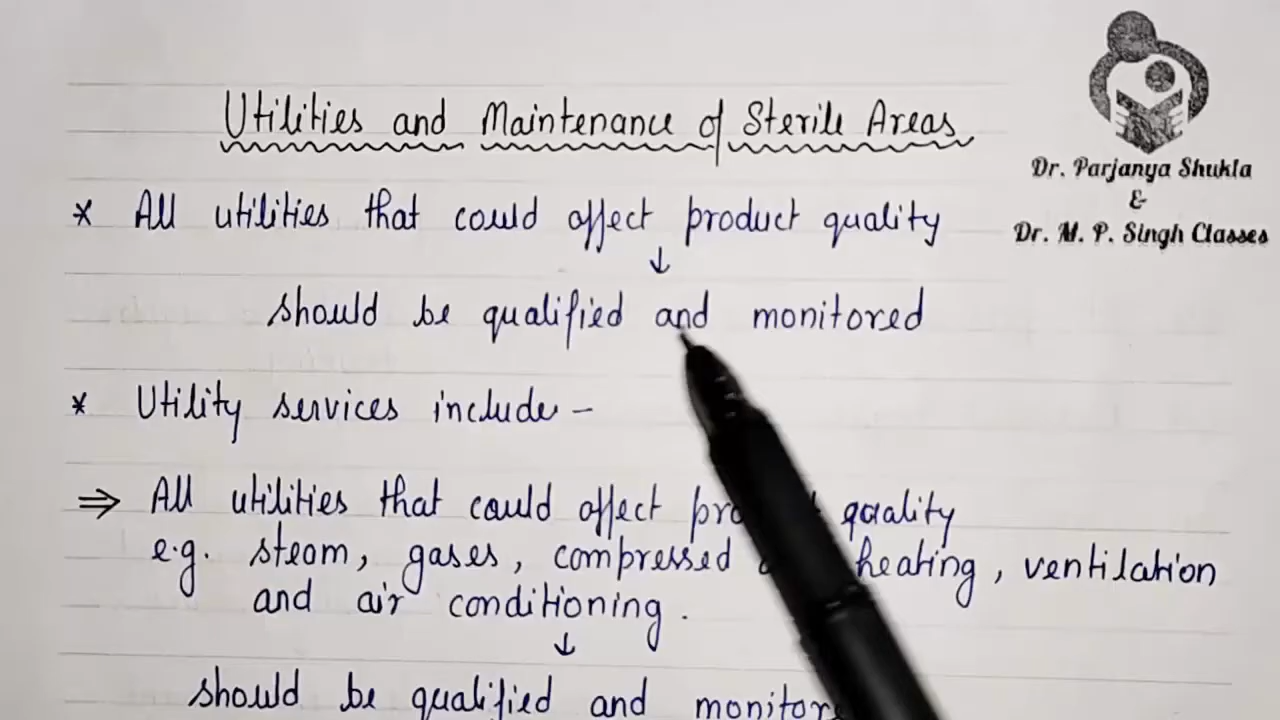 Utilities and Maintenance of Sterile Areas
Dr. Parjanya Shukla
&
Dr. M. P. Singh Classes
* All utilities that could affect product quality
↓
should be qualified and monitored
* Utility services include -
⇒ All utilities that could affect quality
e.g. steam, gases, compressed heating, ventilation
and air conditioning.
↓
should be qualified and